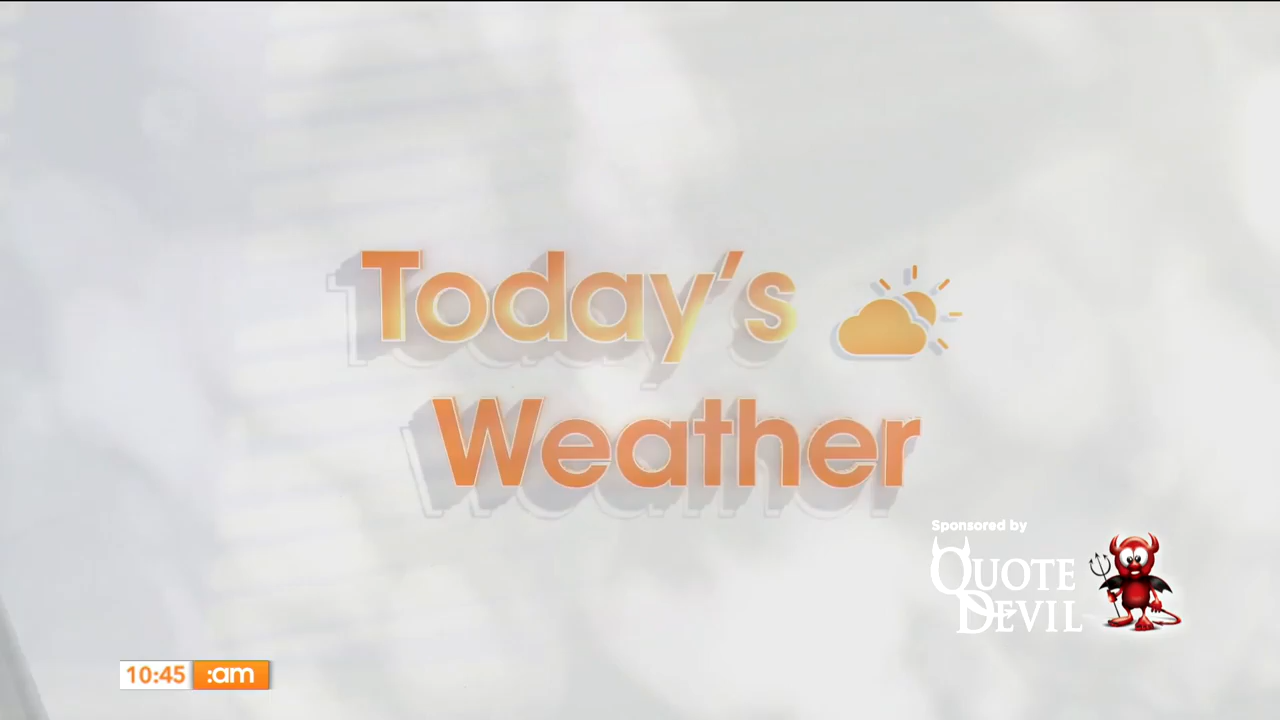 Today's
Weather
Sponsored by
QUOTE
DEVIL
10:45 :am